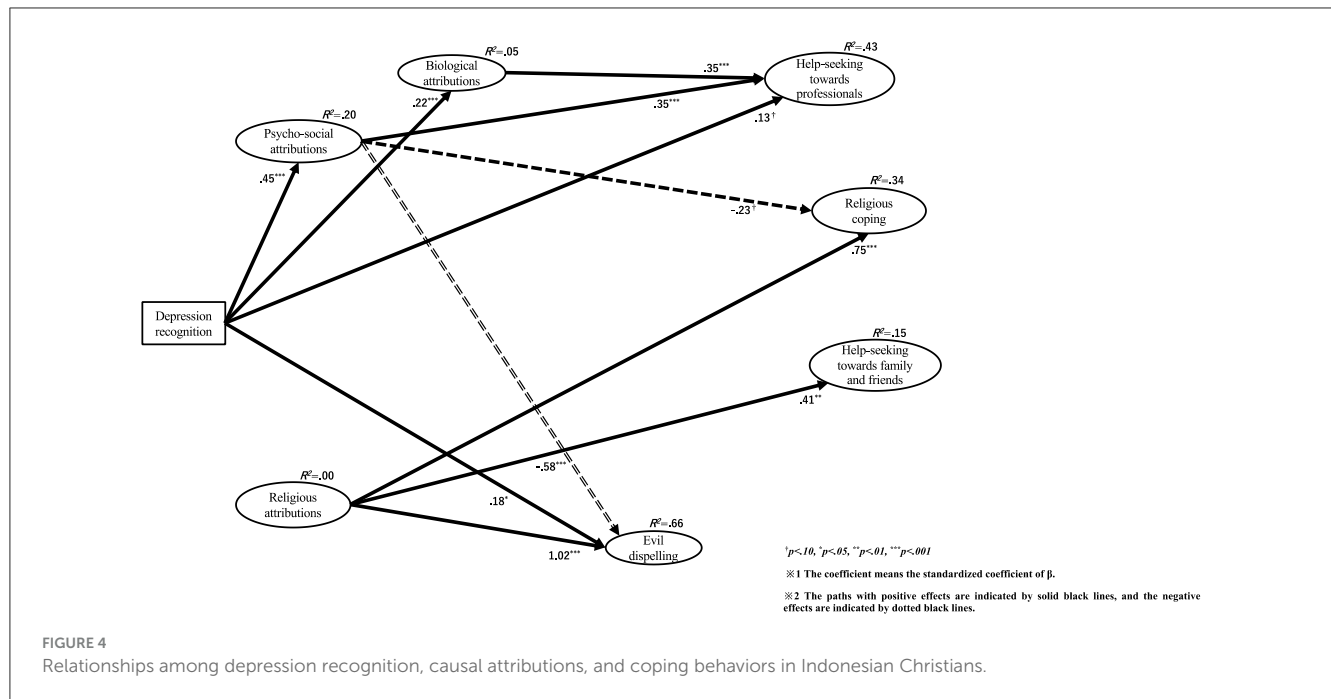 R²=.05
Biological
attributions
R²=.43
Help-seeking
towards
professionals
.35***
.35***
.22***
.13†
R²=.20
Psycho-social
attributions
.45***
R²=.34
Religious
coping
-.23†
.75***
Depression
recognition
R²=.15
Help-seeking
towards family
and friends
.41**
-.58***
R²=.00
Religious
attributions
.18*
1.02***
R²=.66
Evil
dispelling
†p<.10, *p<.05, **p<.01, ***p<.001
※1 The coefficient means the standardized coefficient of β.
※2 The paths with positive effects are indicated by solid black lines, and the negative
effects are indicated by dotted black lines.
FIGURE 4
Relationships among depression recognition, causal attributions, and coping behaviors in Indonesian Christians.